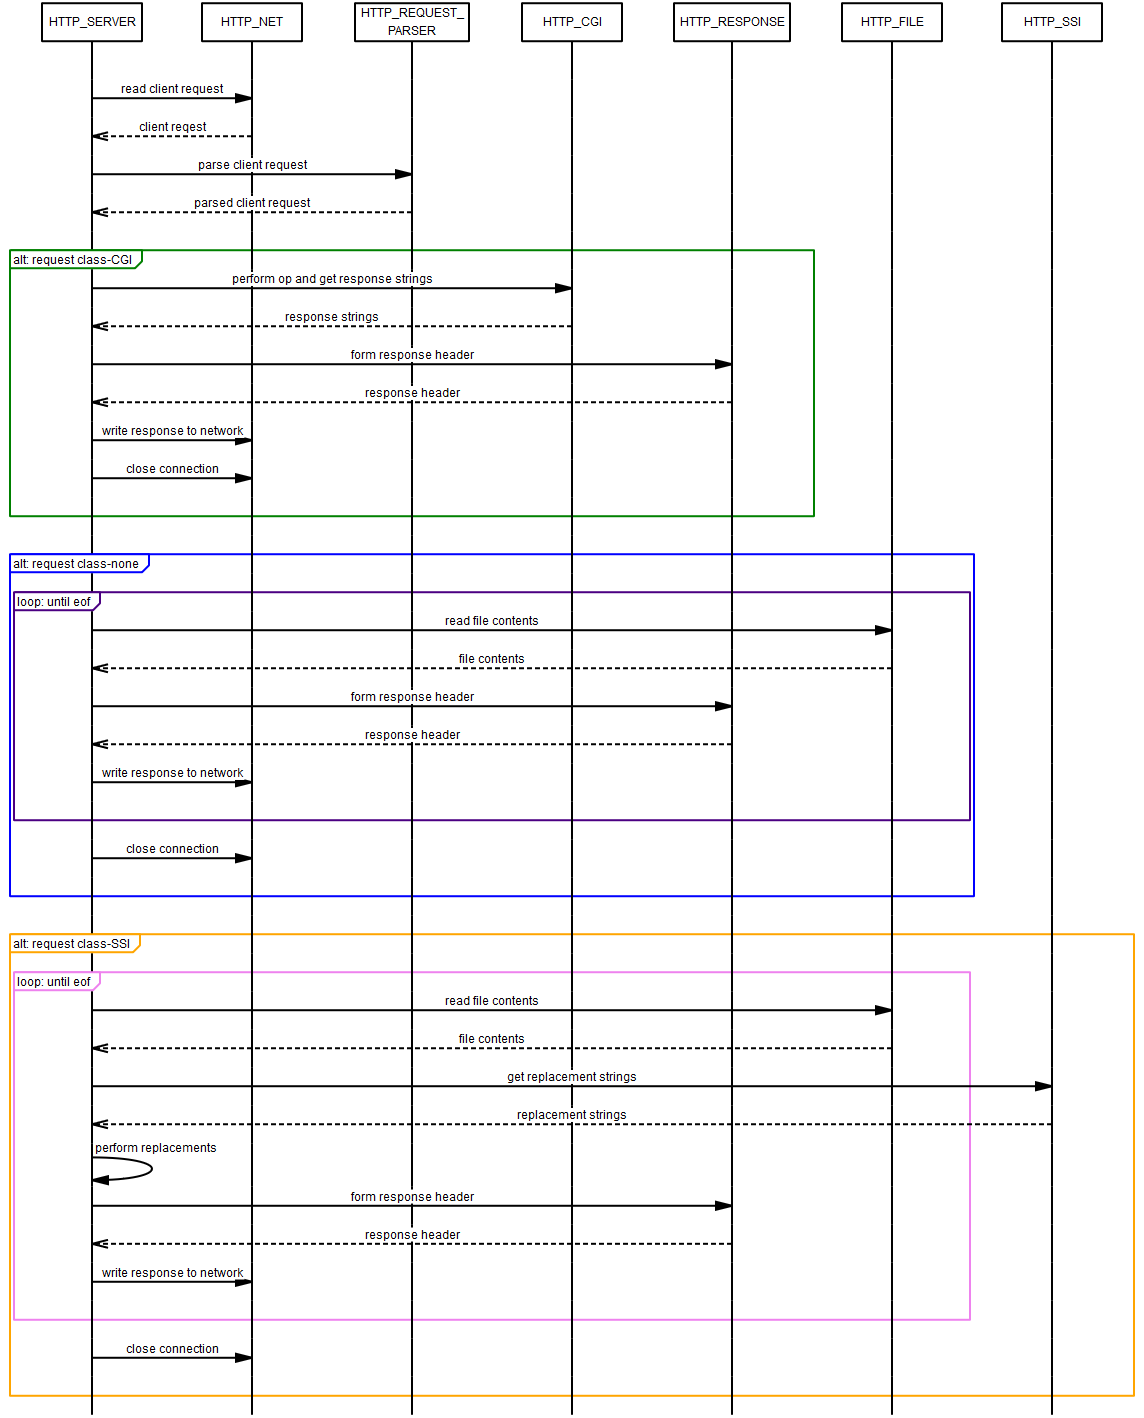 HTTP_SERVER
HTTP_NET
HTTP_REQUEST_
PARSER
HTTP_CGI
HTTP_RESPONSE
HTTP_FILE
HTTP_SSI
read client request
client reqest
parse client request
parsed client request
alt: request class-CGI
perform op and get response strings
response strings
form response header
response header
write response to network
close connection
alt: request class-none
loop: until eof
read file contents
file contents
form response header
response header
write response to network
close connection
alt: request class-SSI
loop: until eof
read file contents
file contents
get replacement strings
replacement strings
perform replacements
form response header
response header
write response to network
close connection